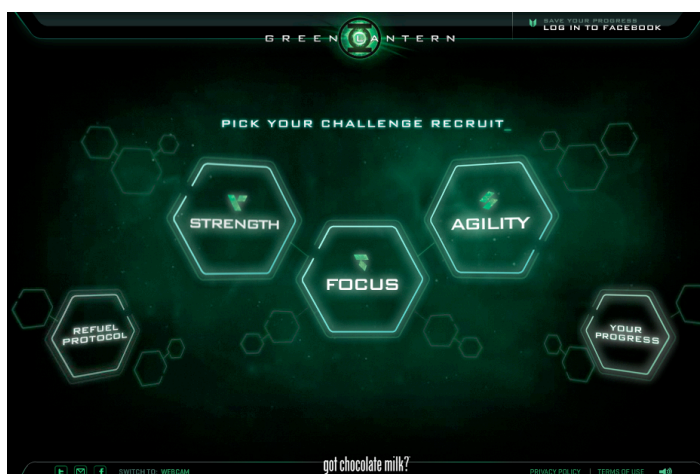 SAVE YOUR PROGRESS
LOG IN TO FACEBOOK
GREEN LANTERN
PICK YOUR CHALLENGE RECRUIT_
STRENGTH
AGILITY
FOCUS
REFUEL
PROTOCOL
YOUR
PROGRESS
SWITCH TO: WEBCAM
got chocolate milk?
PRIVACY POLICY | TERMS OF USE